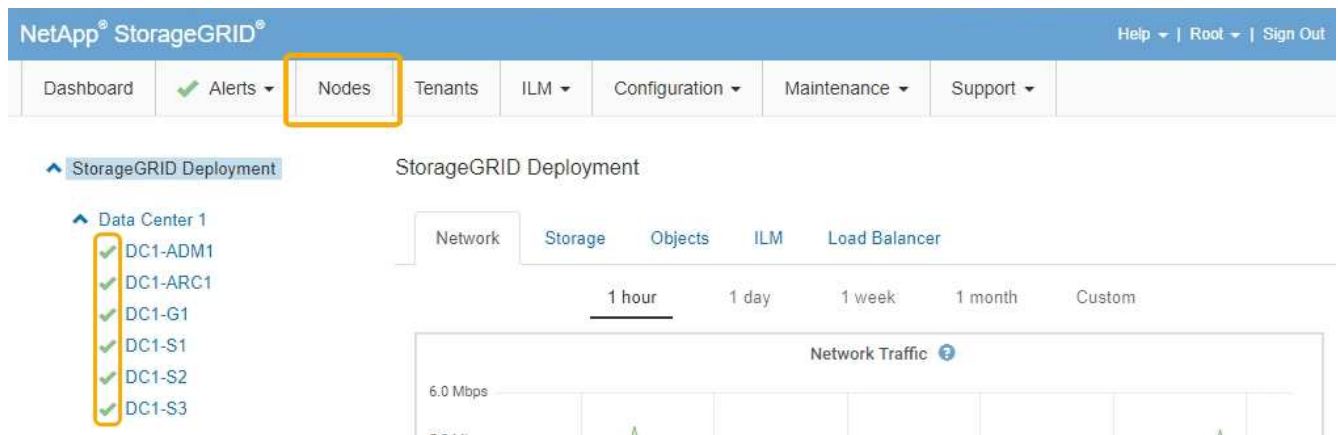 NetApp® StorageGRID®
Help | Root | Sign Out
Dashboard Alerts Nodes Tenants ILM Configuration Maintenance Support
StorageGRID Deployment
StorageGRID Deployment
Data Center 1
DC1-ADM1
DC1-ARC1
DC1-G1
DC1-S1
DC1-S2
DC1-S3
Network Storage Objects ILM Load Balancer
1 hour 1 day 1 week 1 month Custom
Network Traffic ?
6.0 Mbps